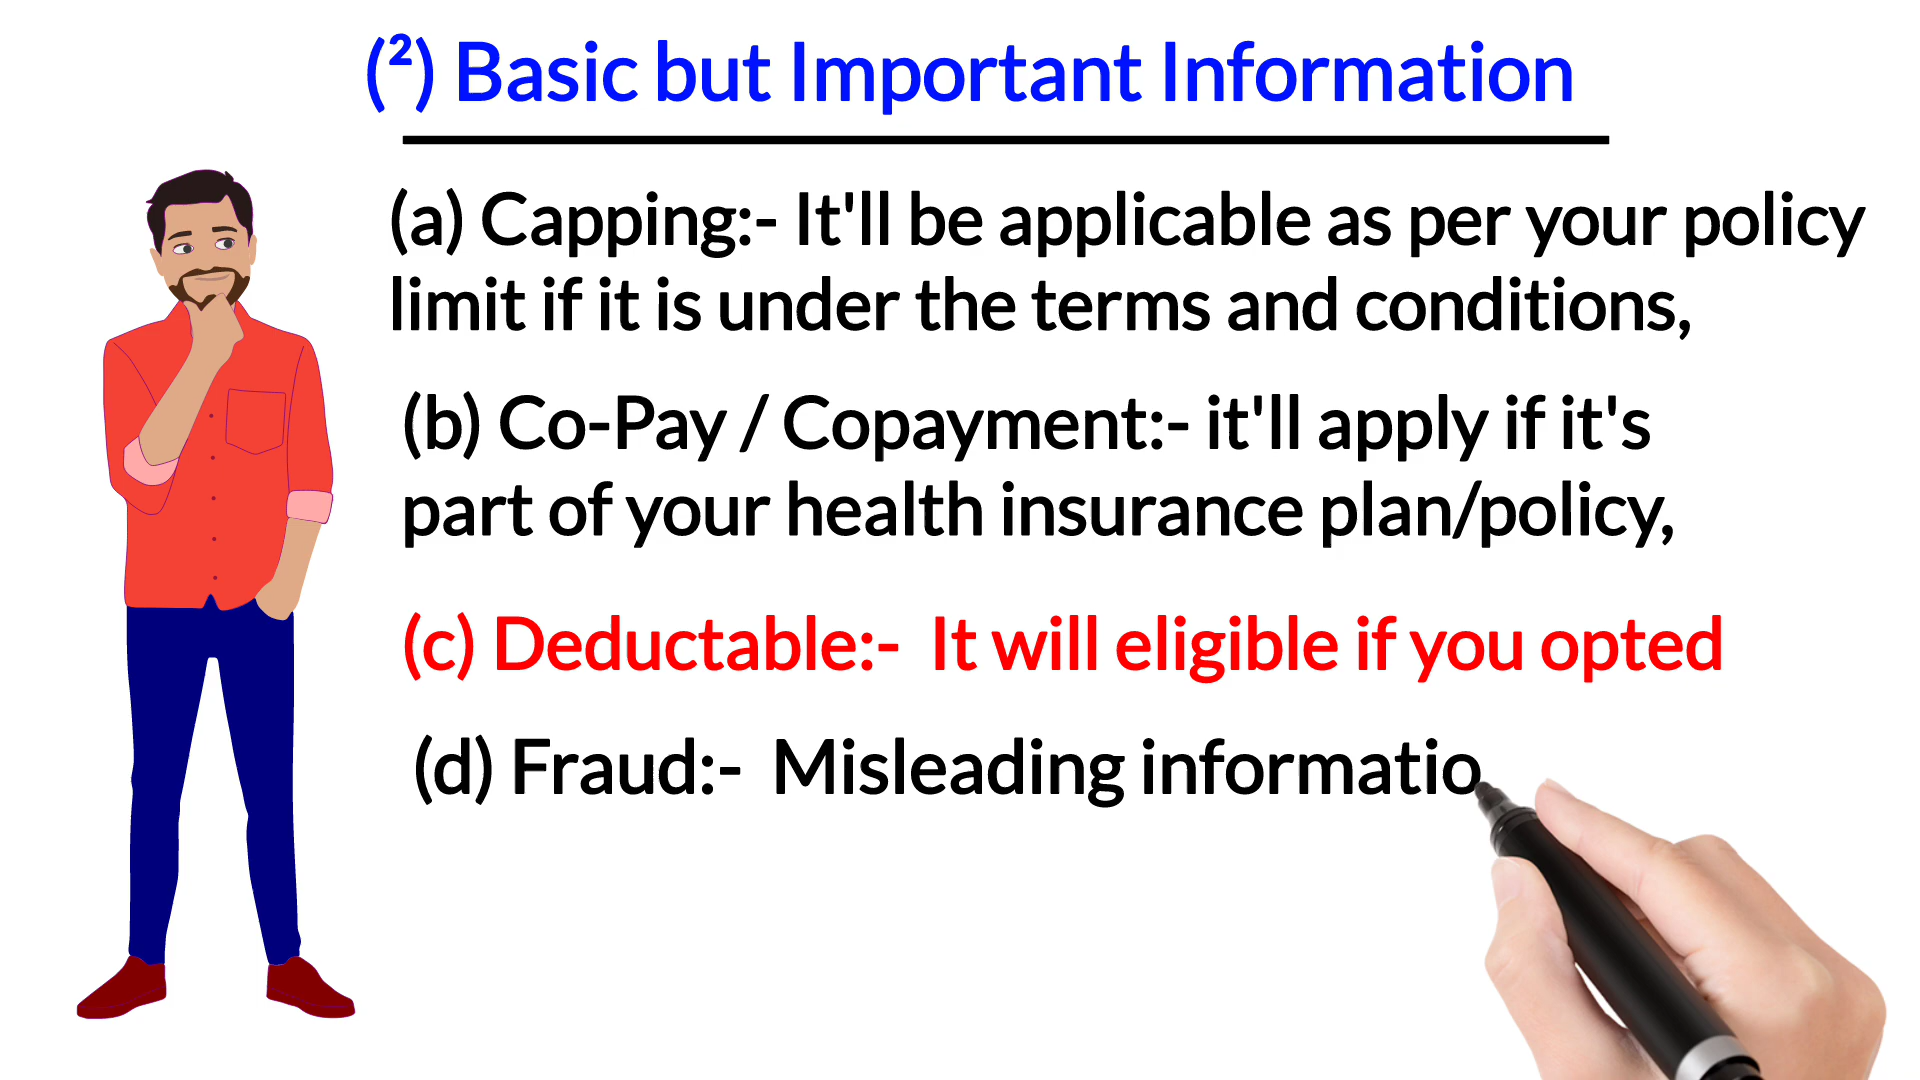 (²) Basic but Important Information
(a) Capping:- It'll be applicable as per your policy
limit if it is under the terms and conditions,
(b) Co-Pay / Copayment:- it'll apply if it's
part of your health insurance plan/policy,
(c) Deductable:- It will eligible if you opted
(d) Fraud:- Misleading informatio